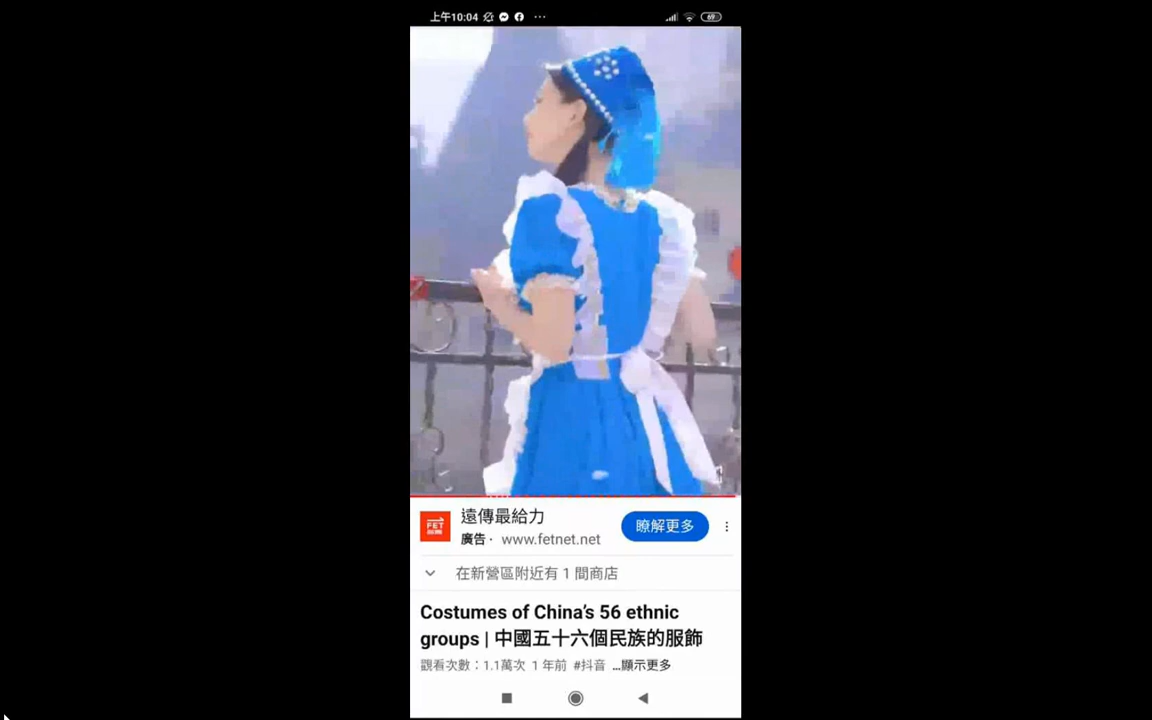 上午10:04
69
FET
遠傳最給力
廣告 · www.fetnet.net
瞭解更多
在新營區附近有 1 間商店
Costumes of China's 56 ethnic
groups | 中國五十六個民族的服飾
觀看次數：1.1萬次 1 年前 #抖音 ...顯示更多